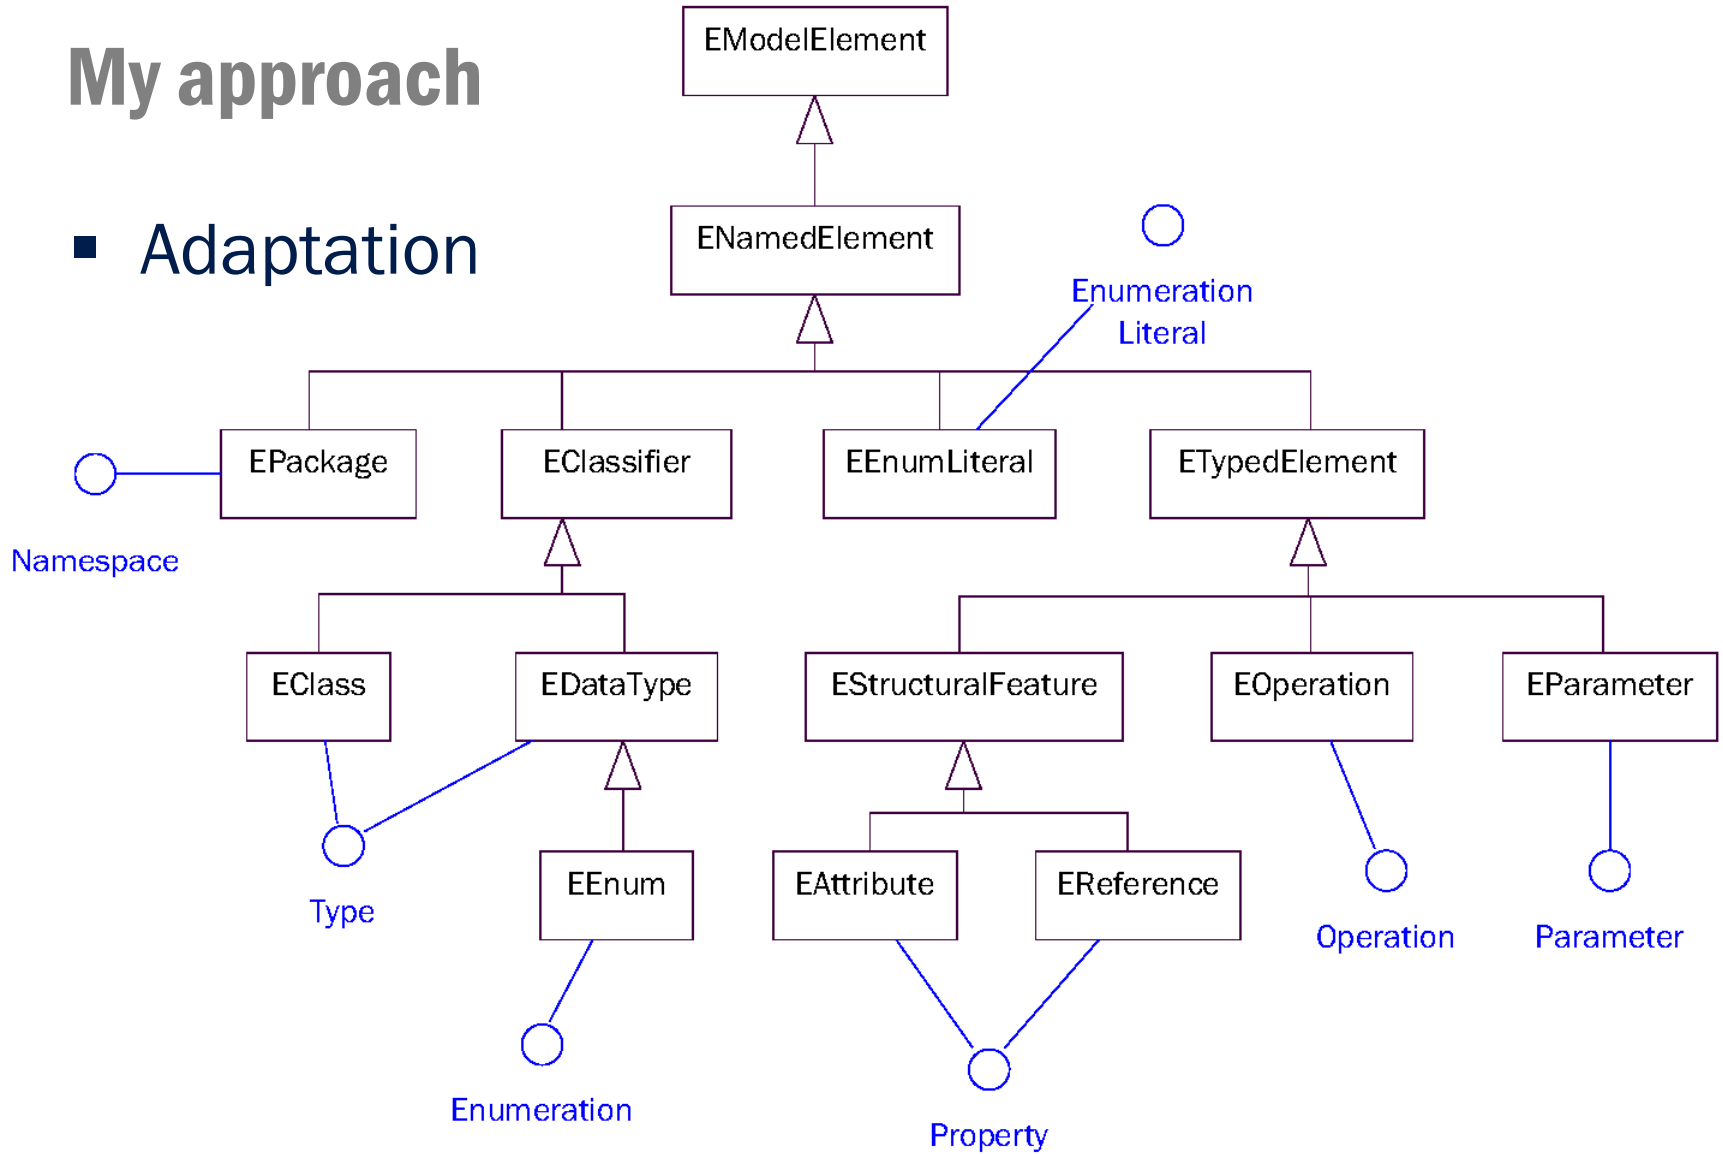 My approach
▪ Adaptation
EModelElement
ENamedElement
Enumeration
Literal
EPackage
EClassifier
EEnumLiteral
ETypedElement
Namespace
EClass
EDataType
EStructuralFeature
EOperation
EParameter
Type
EEnum
EAttribute
EReference
Operation
Parameter
Enumeration
Property